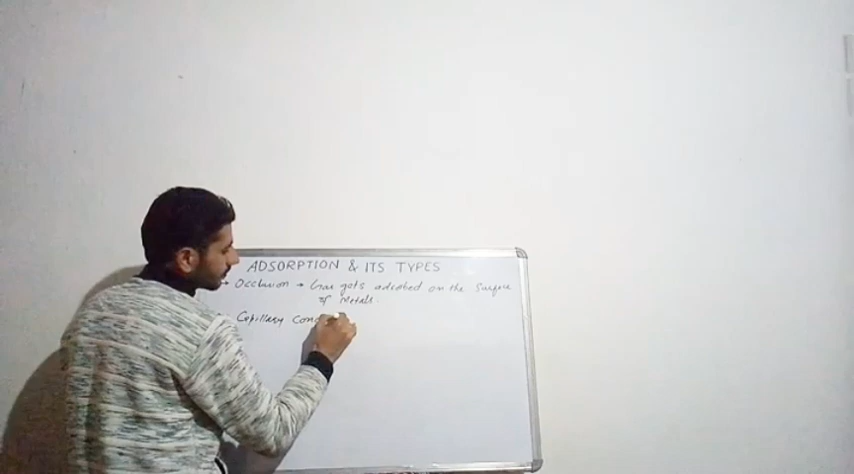 ADSORPTION & ITS TYPES
Occlusion → Gas gets adsorbed on the Surface
of Metals.
Capillary Con